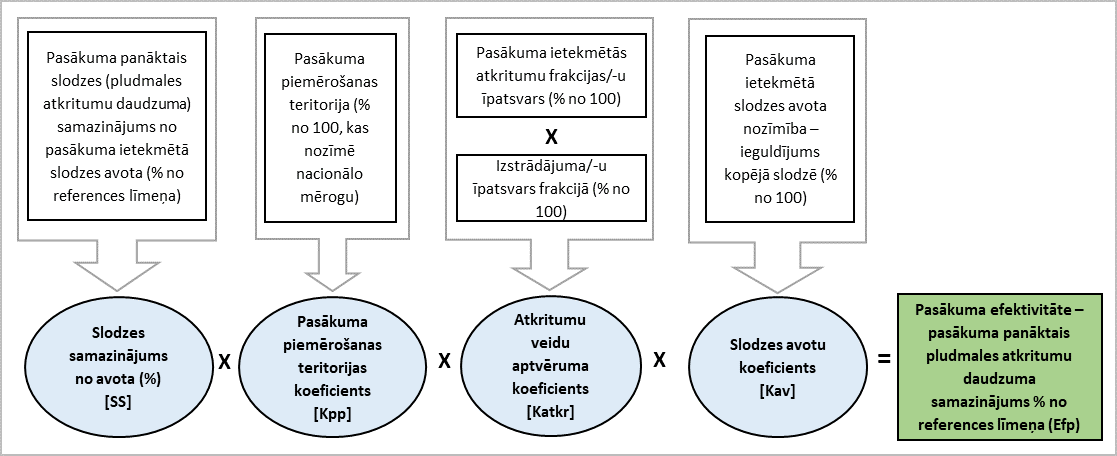 Pasākuma panāktais
slodzes (pludmales
atkritumu daudzuma)
samazinājums no
pasākuma ietekmētā
slodzes avota (% no
references līmeņa)
Pasākuma
piemērošanas
teritorija (%
no 100, kas
nozīmē
nacionālo
mērogu)
Pasākuma ietekmētās
atkritumu frakcijas/-u
īpatsvars (% no 100)
X
Izstrādājuma/-u
īpatsvars frakcijā (% no
100)
Pasākuma
ietekmētā
slodzes avota
nozīmība –
ieguldījums
kopējā slodzē (%
no 100)
Slodzes
samazinājums
no avota (%)
[SS]
X
Pasākuma
piemērošanas
teritorijas
koeficients
[Kpp]
X
Atkritumu
veidu
aptvēruma
koeficients
[Katkr]
X
Slodzes avotu
koeficients
[Kav]
=
Pasākuma efektivitāte –
pasākuma panāktais
pludmales atkritumu
daudzuma
samazinājums % no
references līmeņa (Efp)